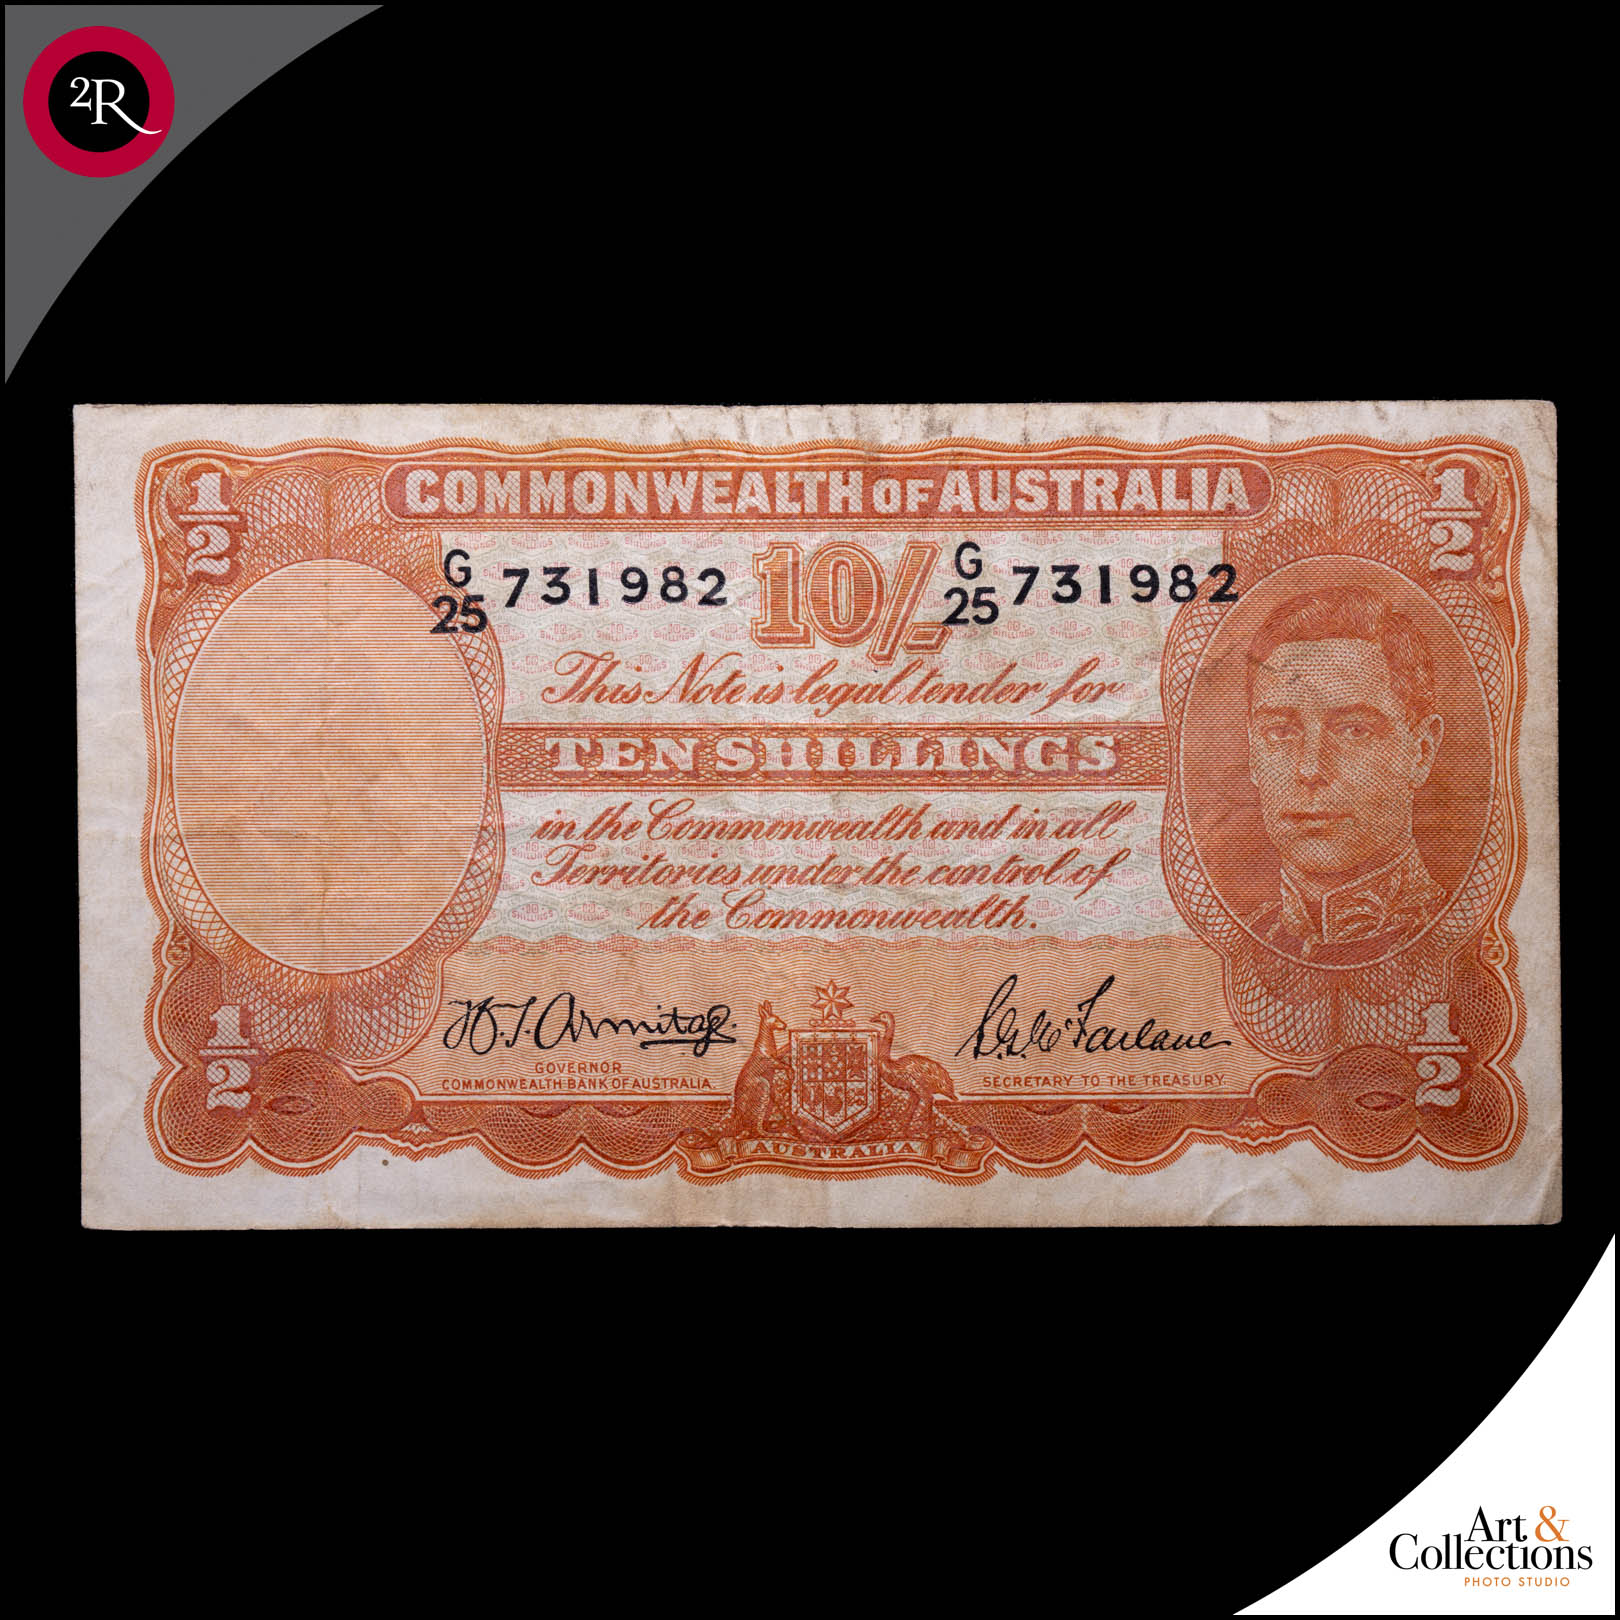 2R
1/2 COMMONWEALTH OF AUSTRALIA 1/2
G/25 731982 10/- G/25 731982
This Note is legal tender for
TEN SHILLINGS
in the Commonwealth and in all
Territories under the control of
the Commonwealth.
H.T. Armitage. S.G. McFarlane
GOVERNOR
COMMONWEALTH BANK OF AUSTRALIA. SECRETARY TO THE TREASURY.
1/2 1/2
AUSTRALIA
Art &
Collections
PHOTO STUDIO